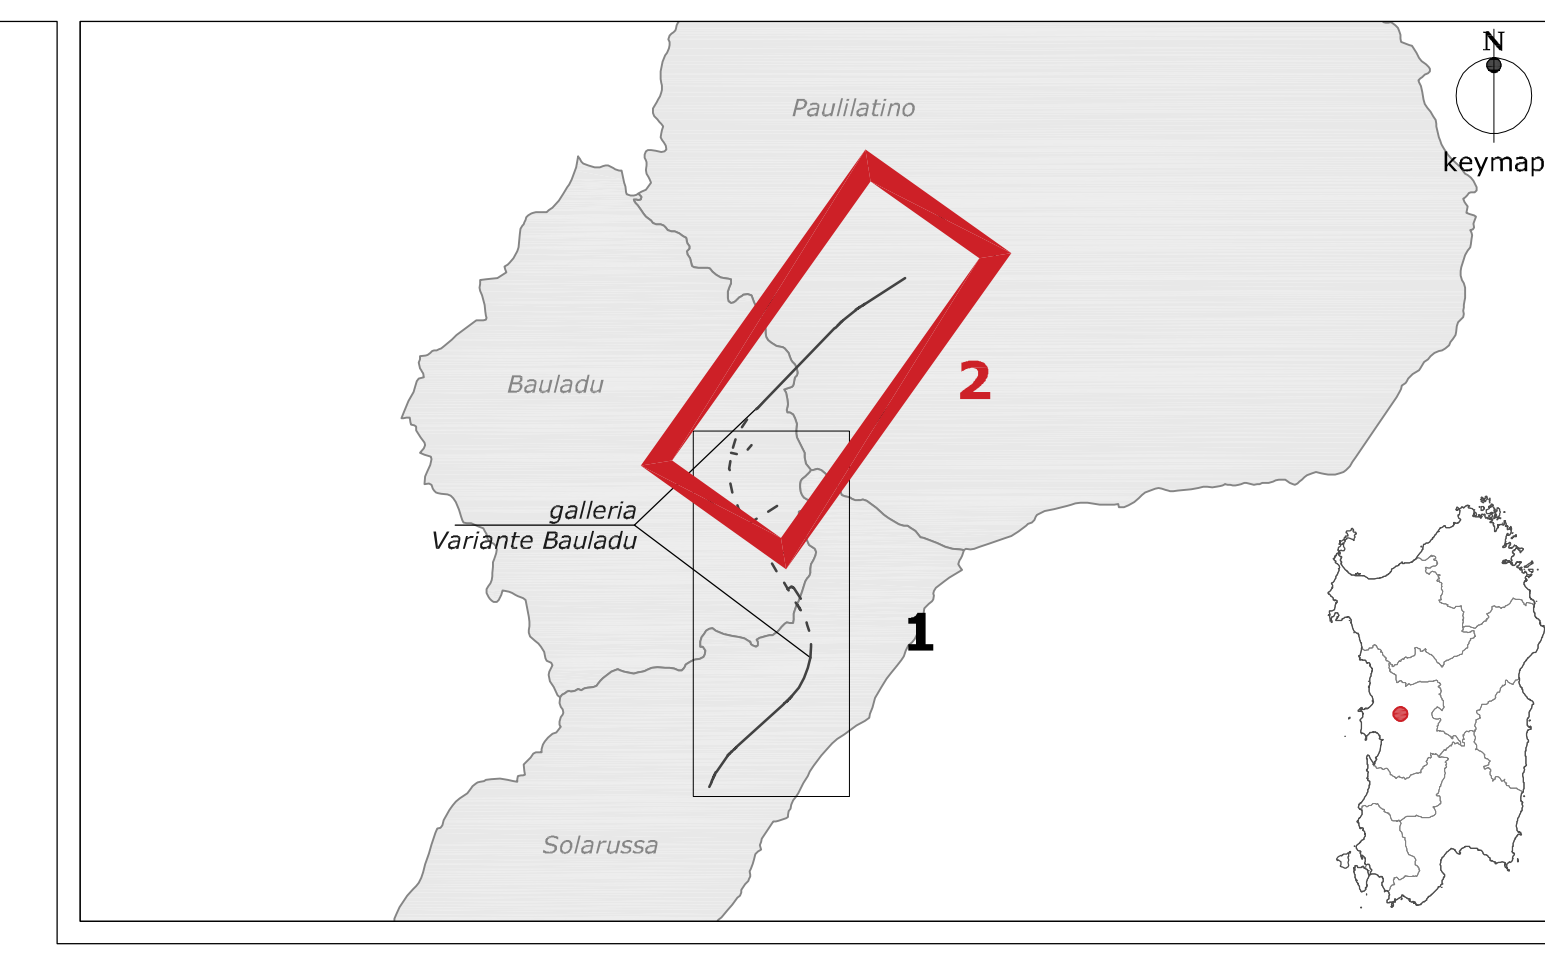 N
keymap
Paulilatino
2
Bauladu
galleria
Variante Bauladu
1
Solarussa